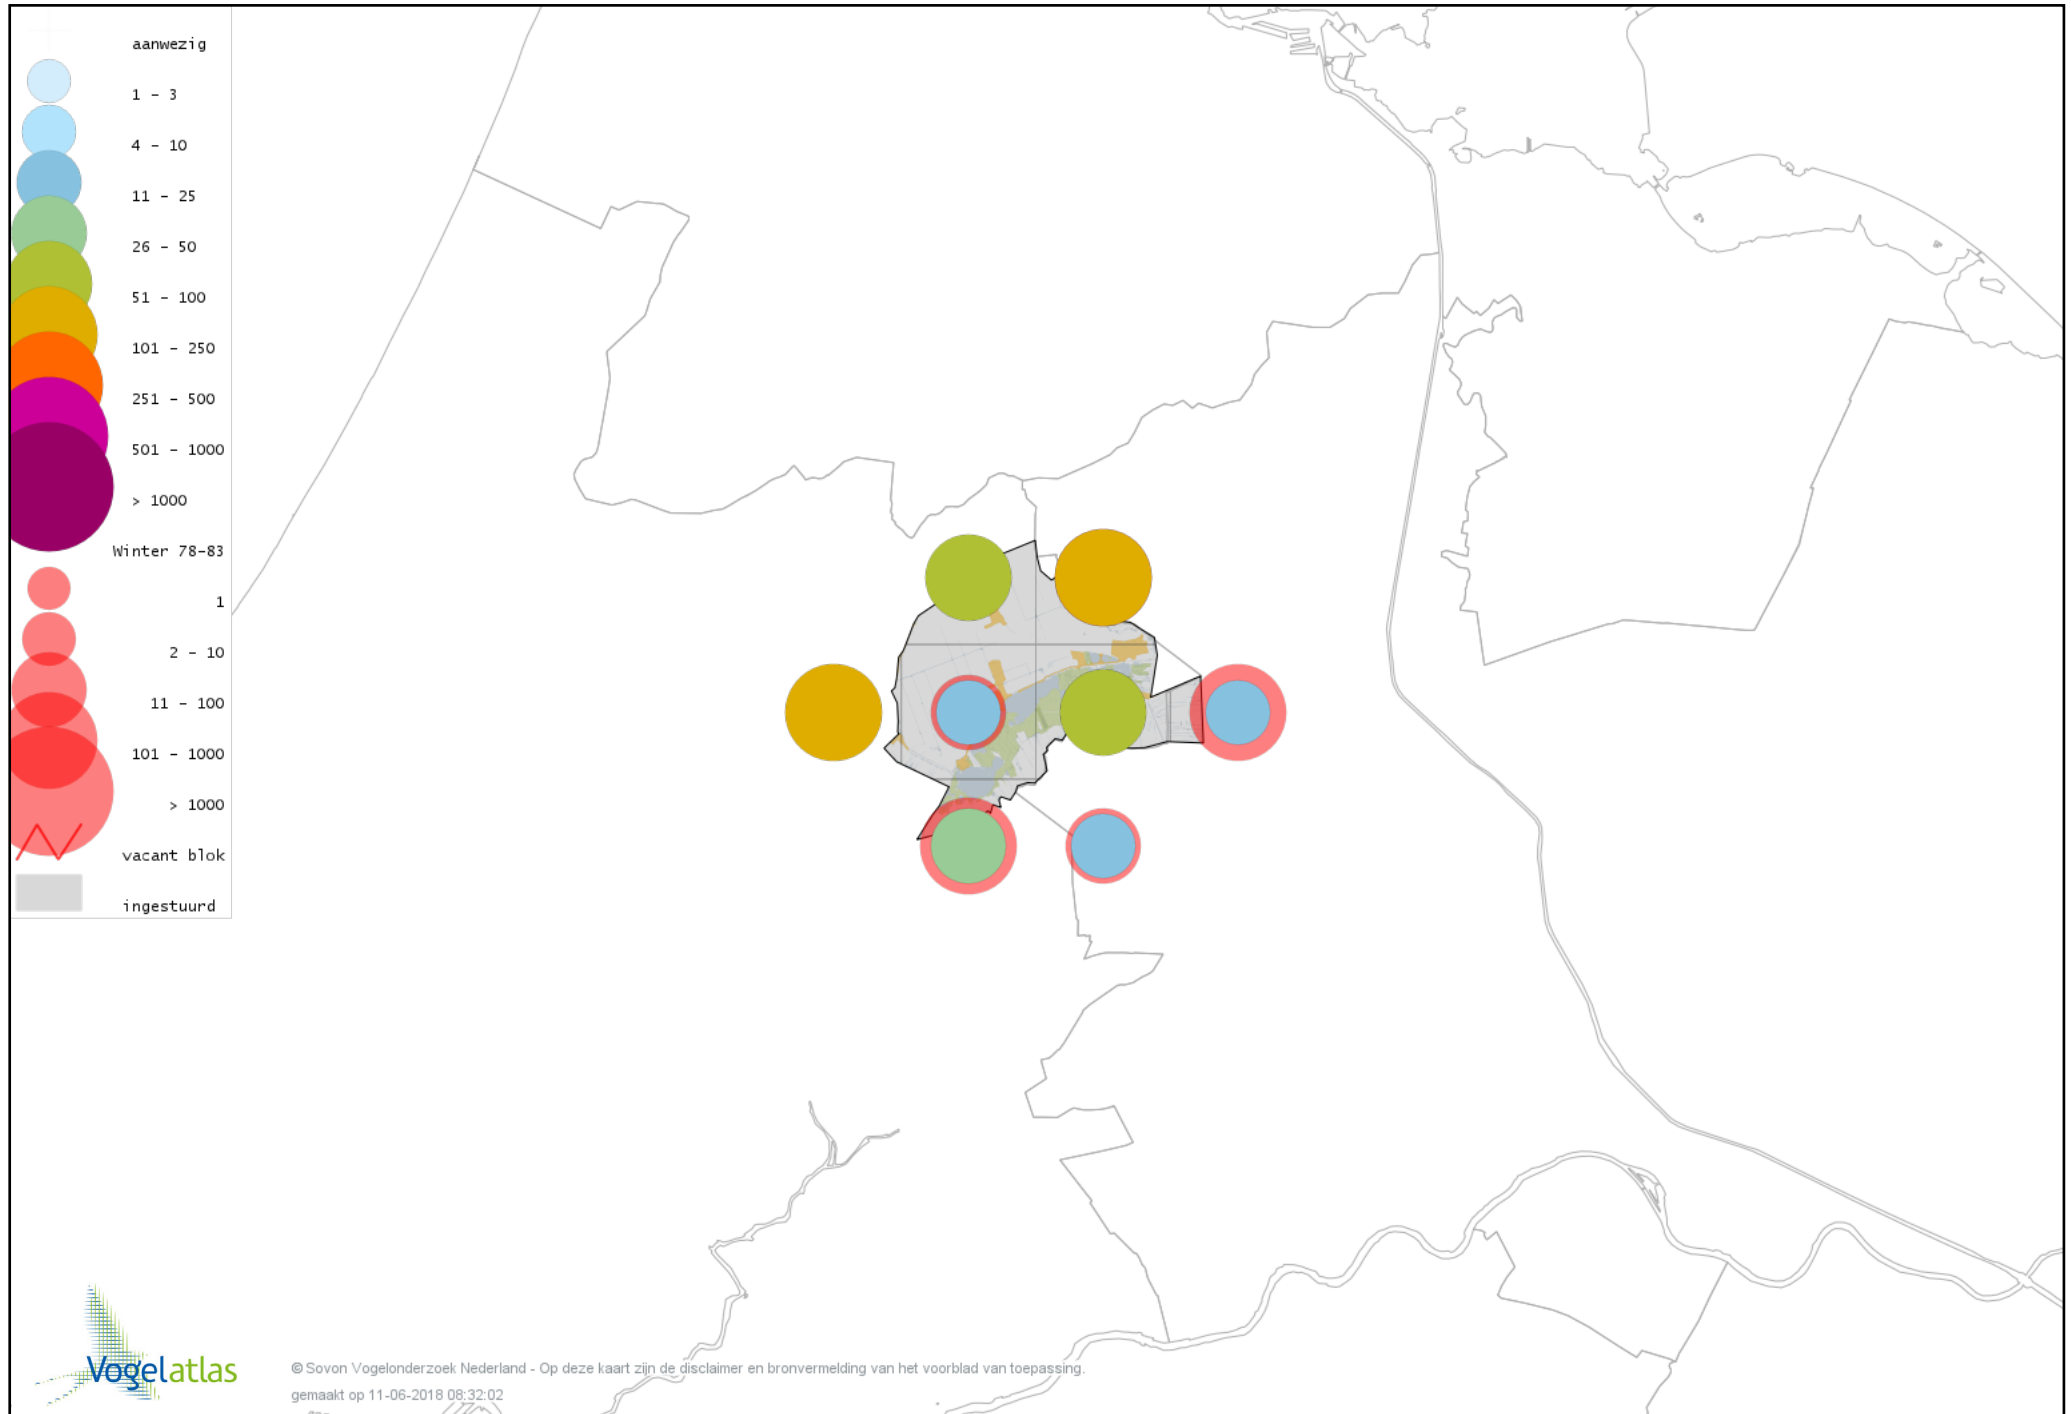 aanwezig
1 - 3
4 - 10
11 - 25
26 - 50
51 - 100
101 - 250
251 - 500
501 - 1000
> 1000
Winter 78-83
1
2 - 10
11 - 100
101 - 1000
> 1000
vacant blok
ingestuurd
Vogelatlas
© Sovon Vogelonderzoek Nederland - Op deze kaart zijn de disclaimer en bronvermelding van het voorblad van toepassing.
gemaakt op 11-06-2018 08:32:02